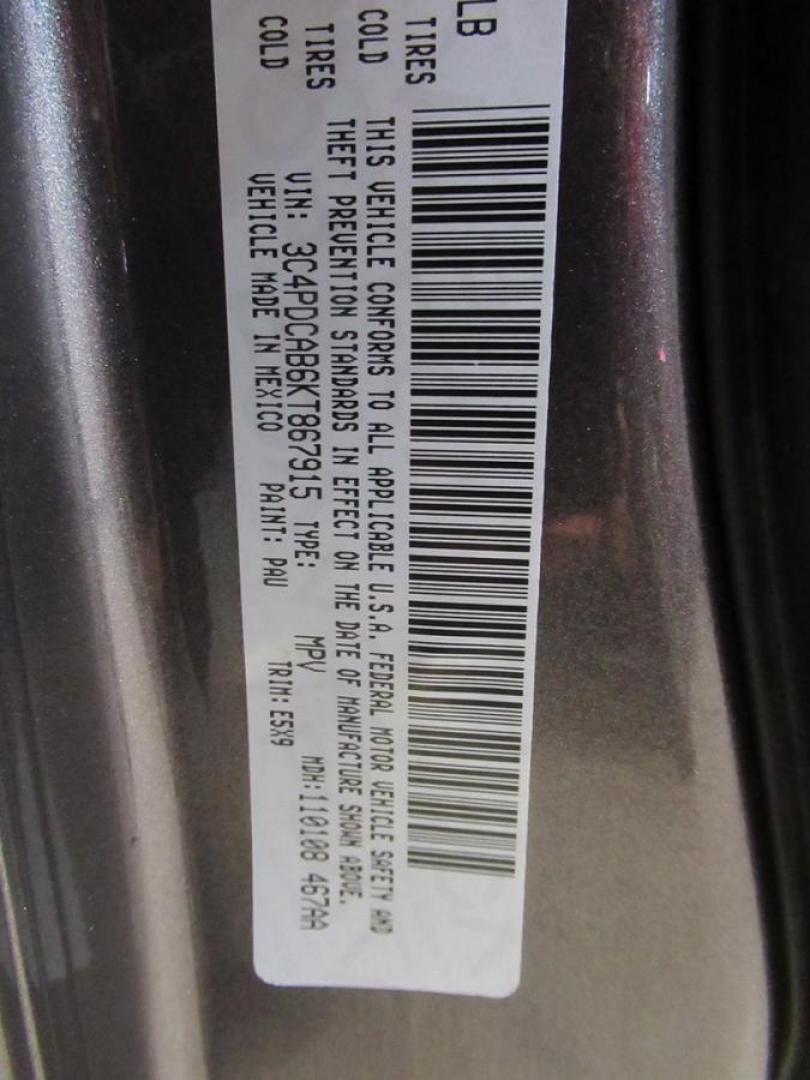 LB
TIRES
COLD
TIRES
COLD
THIS VEHICLE CONFORMS TO ALL APPLICABLE U.S.A. FEDERAL MOTOR VEHICLE SAFETY AND
THEFT PREVENTION STANDARDS IN EFFECT ON THE DATE OF MANUFACTURE SHOWN ABOVE.
VIN: 3C4PDCAB6KT867915 TYPE: MPV MDH:110108 467AA
VEHICLE MADE IN MEXICO PAINT: PAU TRIM:E5X9